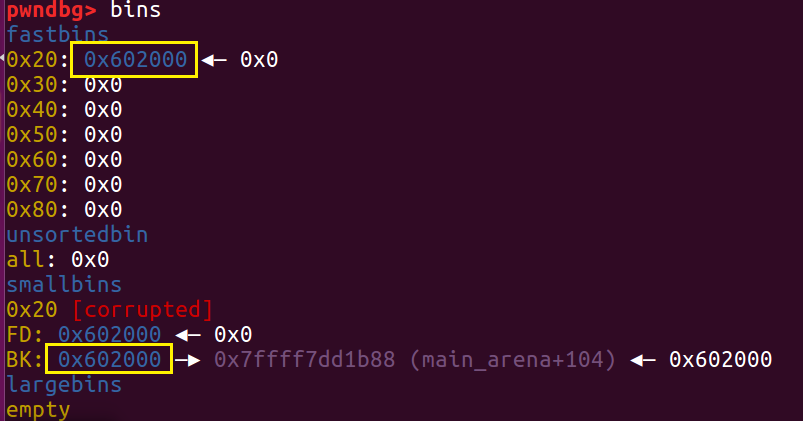 pwndbg> bins
fastbins
0x20: 0x602000 ◂— 0x0
0x30: 0x0
0x40: 0x0
0x50: 0x0
0x60: 0x0
0x70: 0x0
0x80: 0x0
unsortedbin
all: 0x0
smallbins
0x20 [corrupted]
FD: 0x602000 ◂— 0x0
BK: 0x602000 —▸ 0x7ffff7dd1b88 (main_arena+104) ◂— 0x602000
largebins
empty